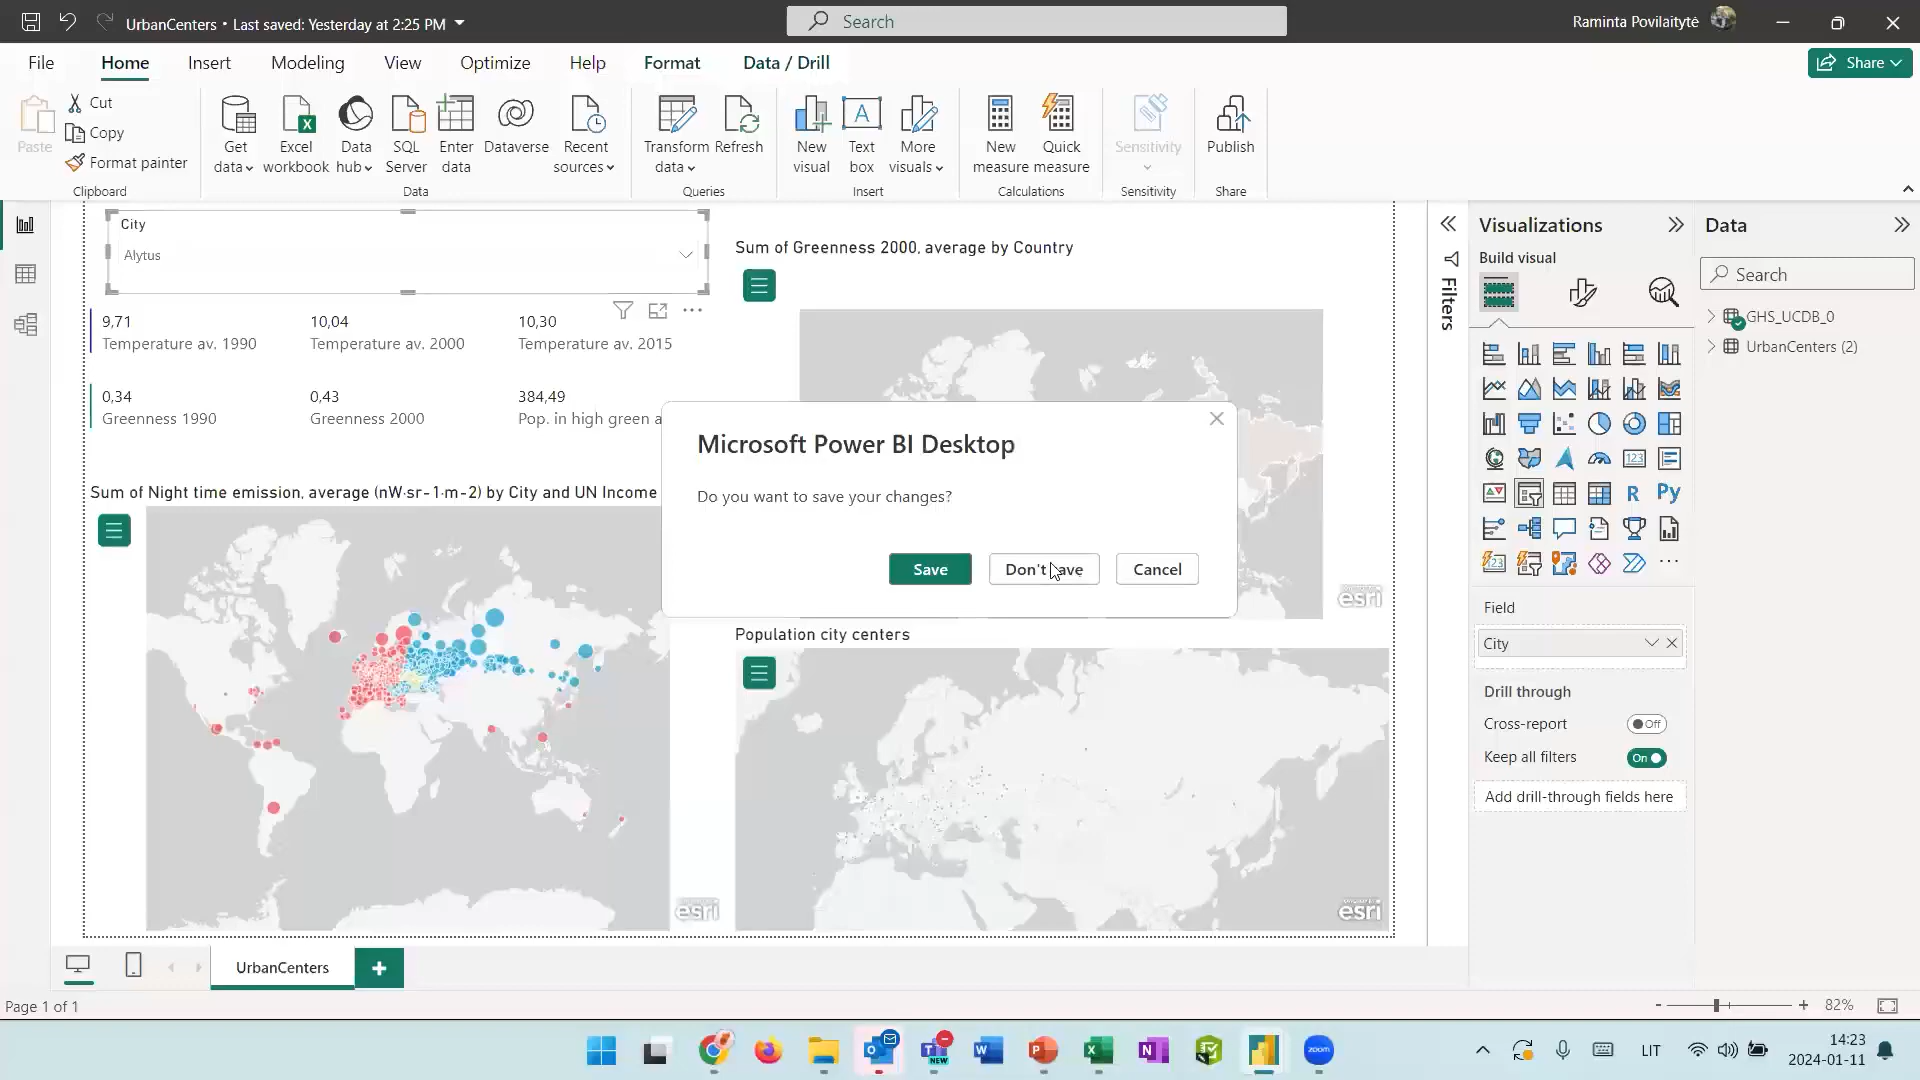 UrbanCenters • Last saved: Yesterday at 2:25 PM
Search
Raminta Povilaitytė
File
Home
Insert
Modeling
View
Optimize
Help
Format
Data / Drill
Share
Paste
Cut
Copy
Format painter
Clipboard
Get data
Excel workbook
Data hub
SQL Server
Enter data
Dataverse
Recent sources
Data
Transform data
Refresh
Queries
New visual
Text box
More visuals
Insert
New measure
Quick measure
Calculations
Sensitivity
Sensitivity
Publish
Share
City
Alytus
9,71
Temperature av. 1990
10,04
Temperature av. 2000
10,30
Temperature av. 2015
0,34
Greenness 1990
0,43
Greenness 2000
384,49
Pop. in high green a
Sum of Night time emission, average (nW·sr-1·m-2) by City and UN Income
Sum of Greenness 2000, average by Country
esri
Population city centers
esri
esri
Microsoft Power BI Desktop
Do you want to save your changes?
Save
Don't save
Cancel
Filters
Visualizations
Build visual
123
R
Py
123
Field
City
Drill through
Cross-report
Off
Keep all filters
On
Add drill-through fields here
Data
Search
GHS_UCDB_0
UrbanCenters (2)
UrbanCenters
Page 1 of 1
82%
NEW
zoom
LIT
14:23
2024-01-11